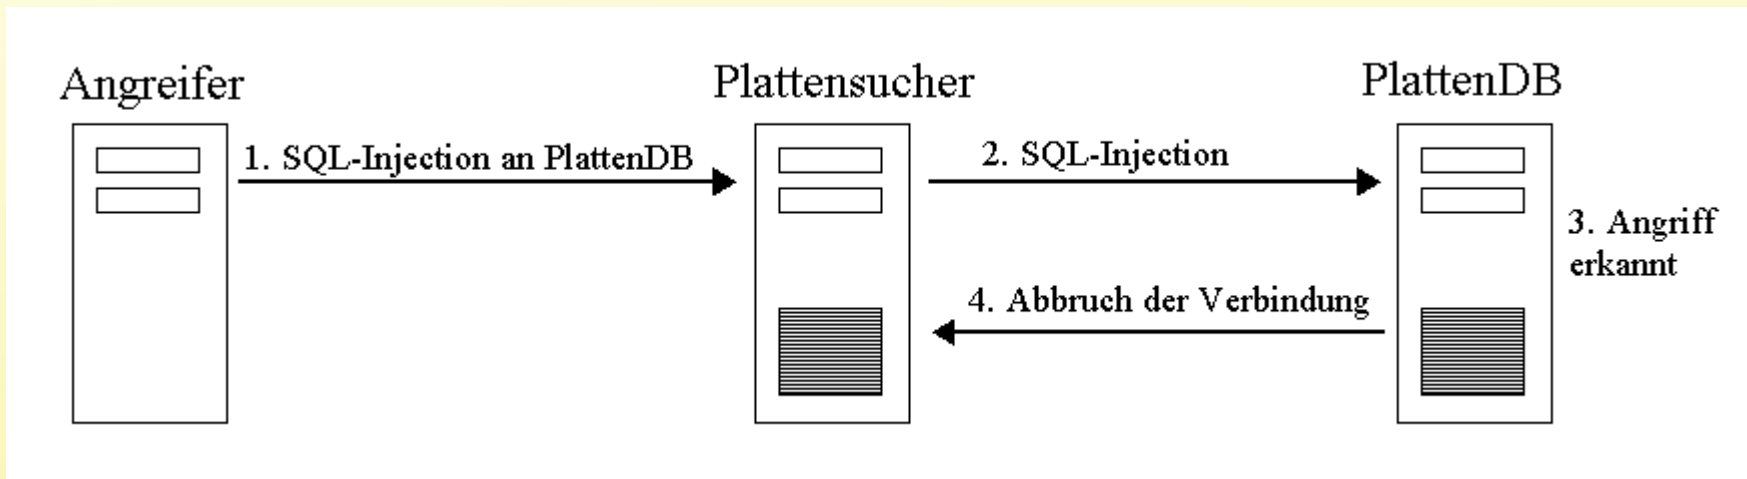 Angreifer
Plattensucher
PlattenDB
1. SQL-Injection an PlattenDB
2. SQL-Injection
3. Angriff
erkannt
4. Abbruch der Verbindung